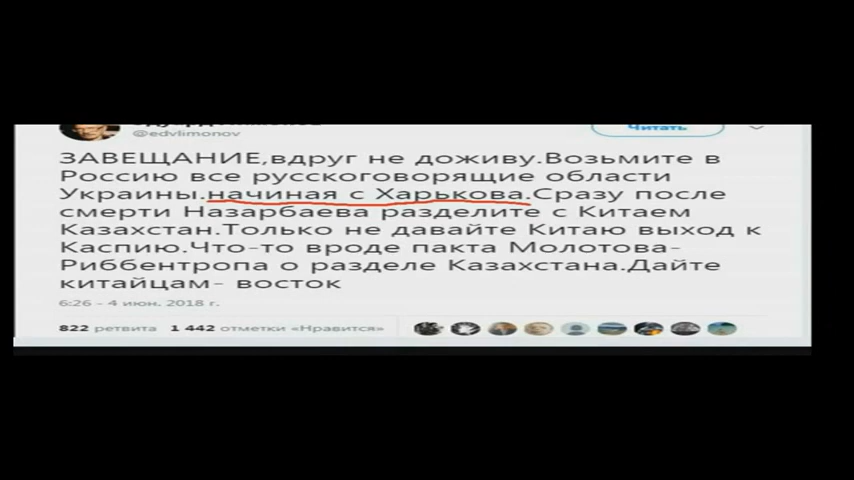 @edvlimonov
Читать
ЗАВЕЩАНИЕ,вдруг не доживу.Возьмите в
Россию все русскоговорящие области
Украины.начиная с Харькова.Сразу после
смерти Назарбаева разделите с Китаем
Казахстан.Только не давайте Китаю выход к
Каспию.Что-то вроде пакта Молотова-
Риббентропа о разделе Казахстана.Дайте
китайцам- восток
6:26 - 4 июн. 2018 г.
822 ретвита 1 442 отметки «Нравится»